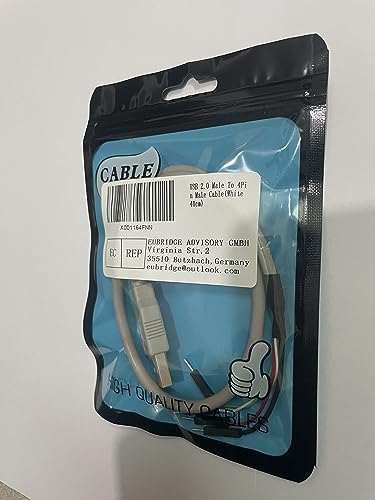 CABLE
USB 2.0 Male To 4Pi
n Male Cable(White
40cm)
X001164FNN
EC REP
EUBRIDGE ADVISORY GMBH
Virginia Str.2
35510 Butzbach,Germany
eubridge@outlook.com
HIGH QUALITY CABLES